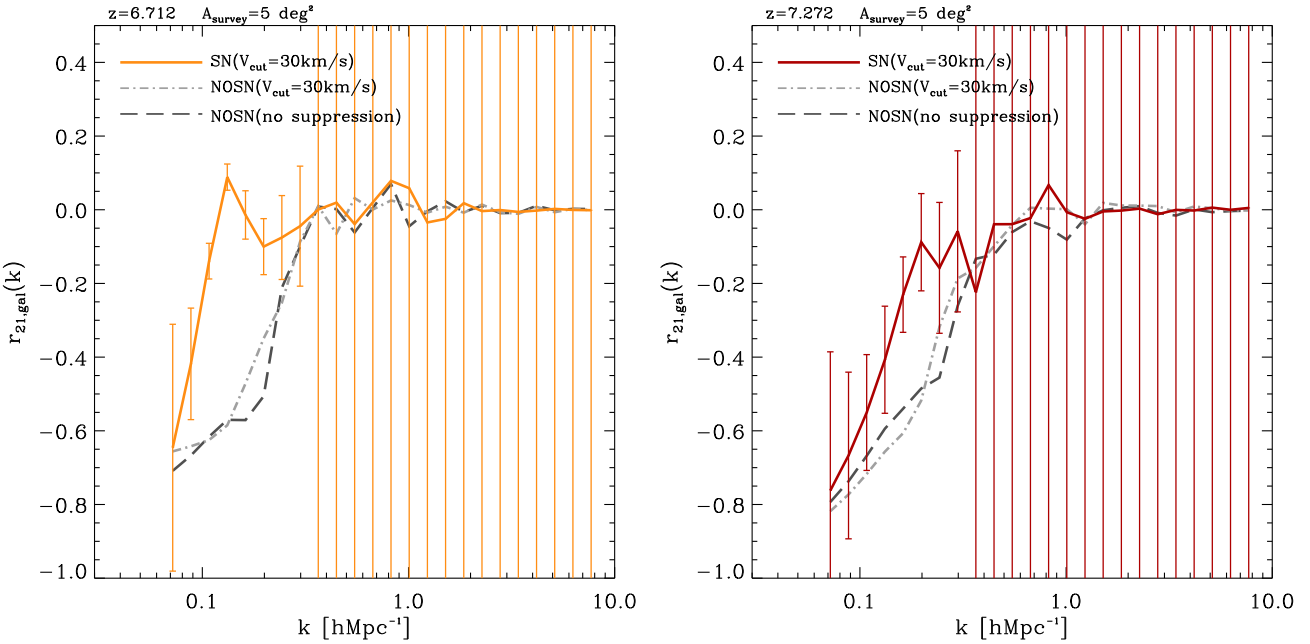 z=6.712 A_survey=5 deg²
SN(V_cut=30km/s)
NOSN(V_cut=30km/s)
NOSN(no suppression)
0.4
0.2
0.0
−0.2
−0.4
−0.6
−0.8
−1.0
r_21,gal(k)
0.1 1.0 10.0
k [hMpc⁻¹]
z=7.272 A_survey=5 deg²
SN(V_cut=30km/s)
NOSN(V_cut=30km/s)
NOSN(no suppression)
0.4
0.2
0.0
−0.2
−0.4
−0.6
−0.8
−1.0
r_21,gal(k)
0.1 1.0 10.0
k [hMpc⁻¹]